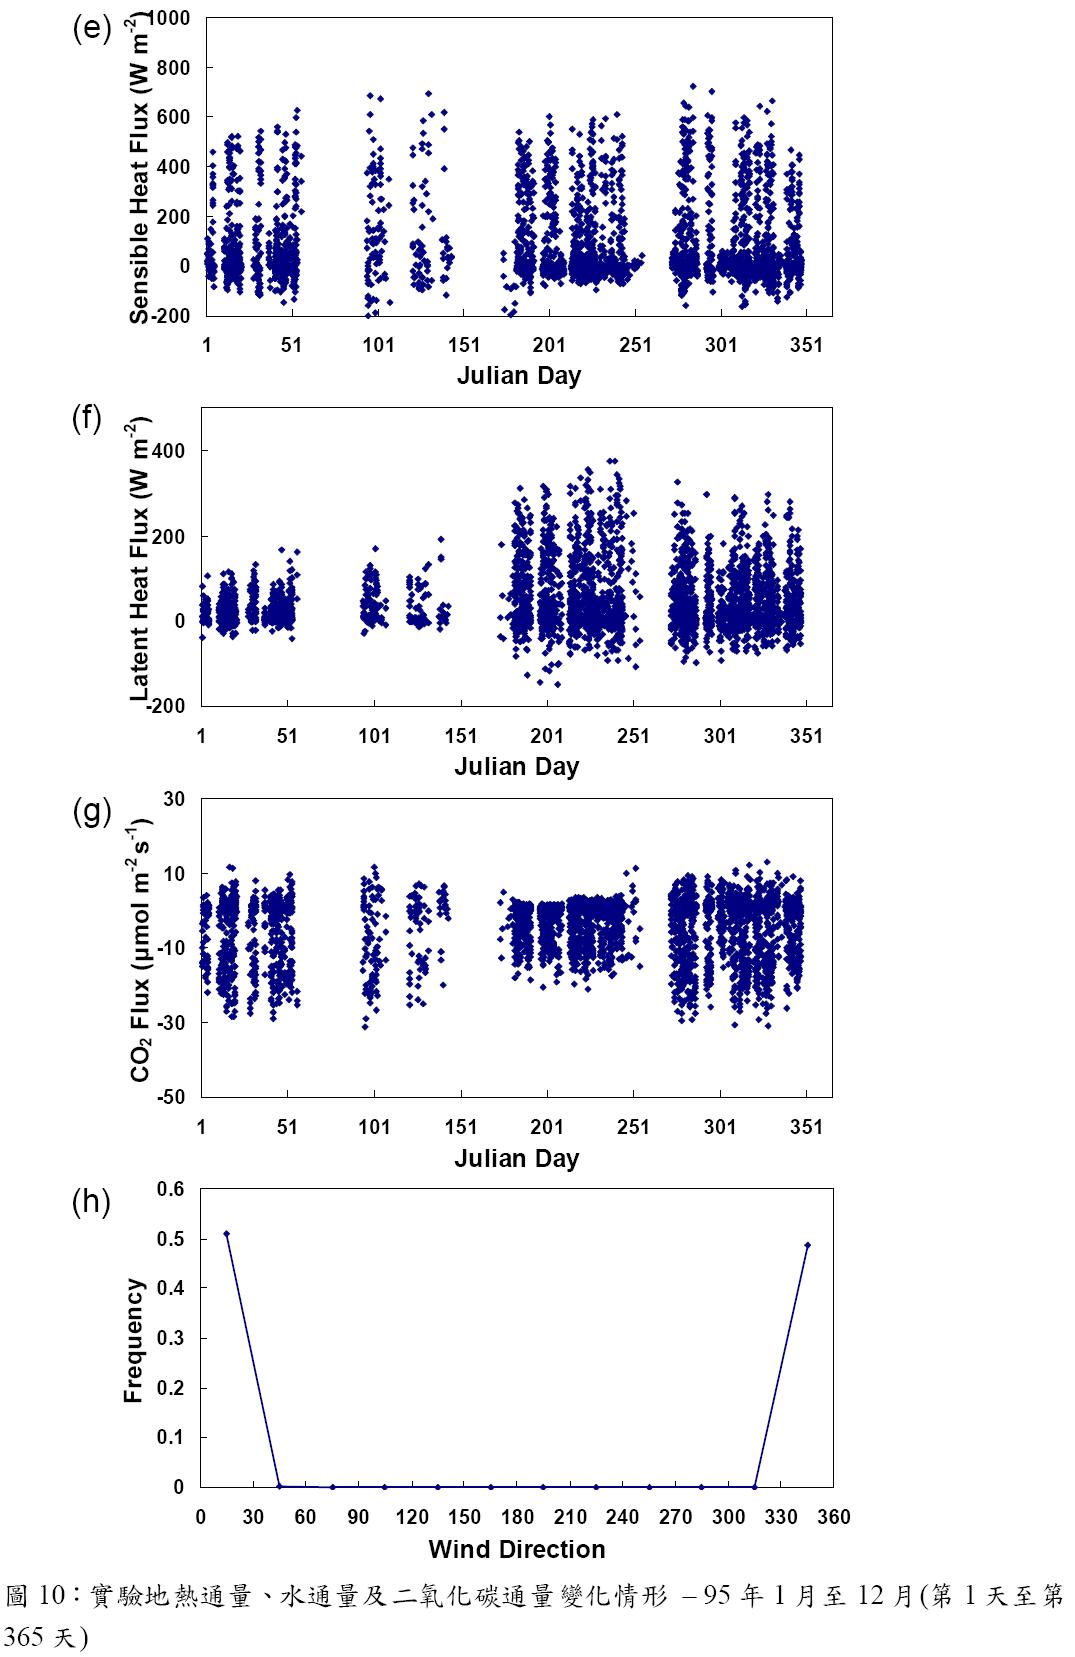 (e)
Sensible Heat Flux (W m-2)
1000
800
600
400
200
0
-200
1 51 101 151 201 251 301 351
Julian Day
(f)
Latent Heat Flux (W m-2)
400
200
0
-200
1 51 101 151 201 251 301 351
Julian Day
(g)
CO2 Flux (μmol m-2 s-1)
30
10
-10
-30
-50
1 51 101 151 201 251 301 351
Julian Day
(h)
Frequency
0.6
0.5
0.4
0.3
0.2
0.1
0
0 30 60 90 120 150 180 210 240 270 300 330 360
Wind Direction
圖 10：實驗地熱通量、水通量及二氧化碳通量變化情形 –95 年 1 月至 12 月(第 1 天至第
365 天)